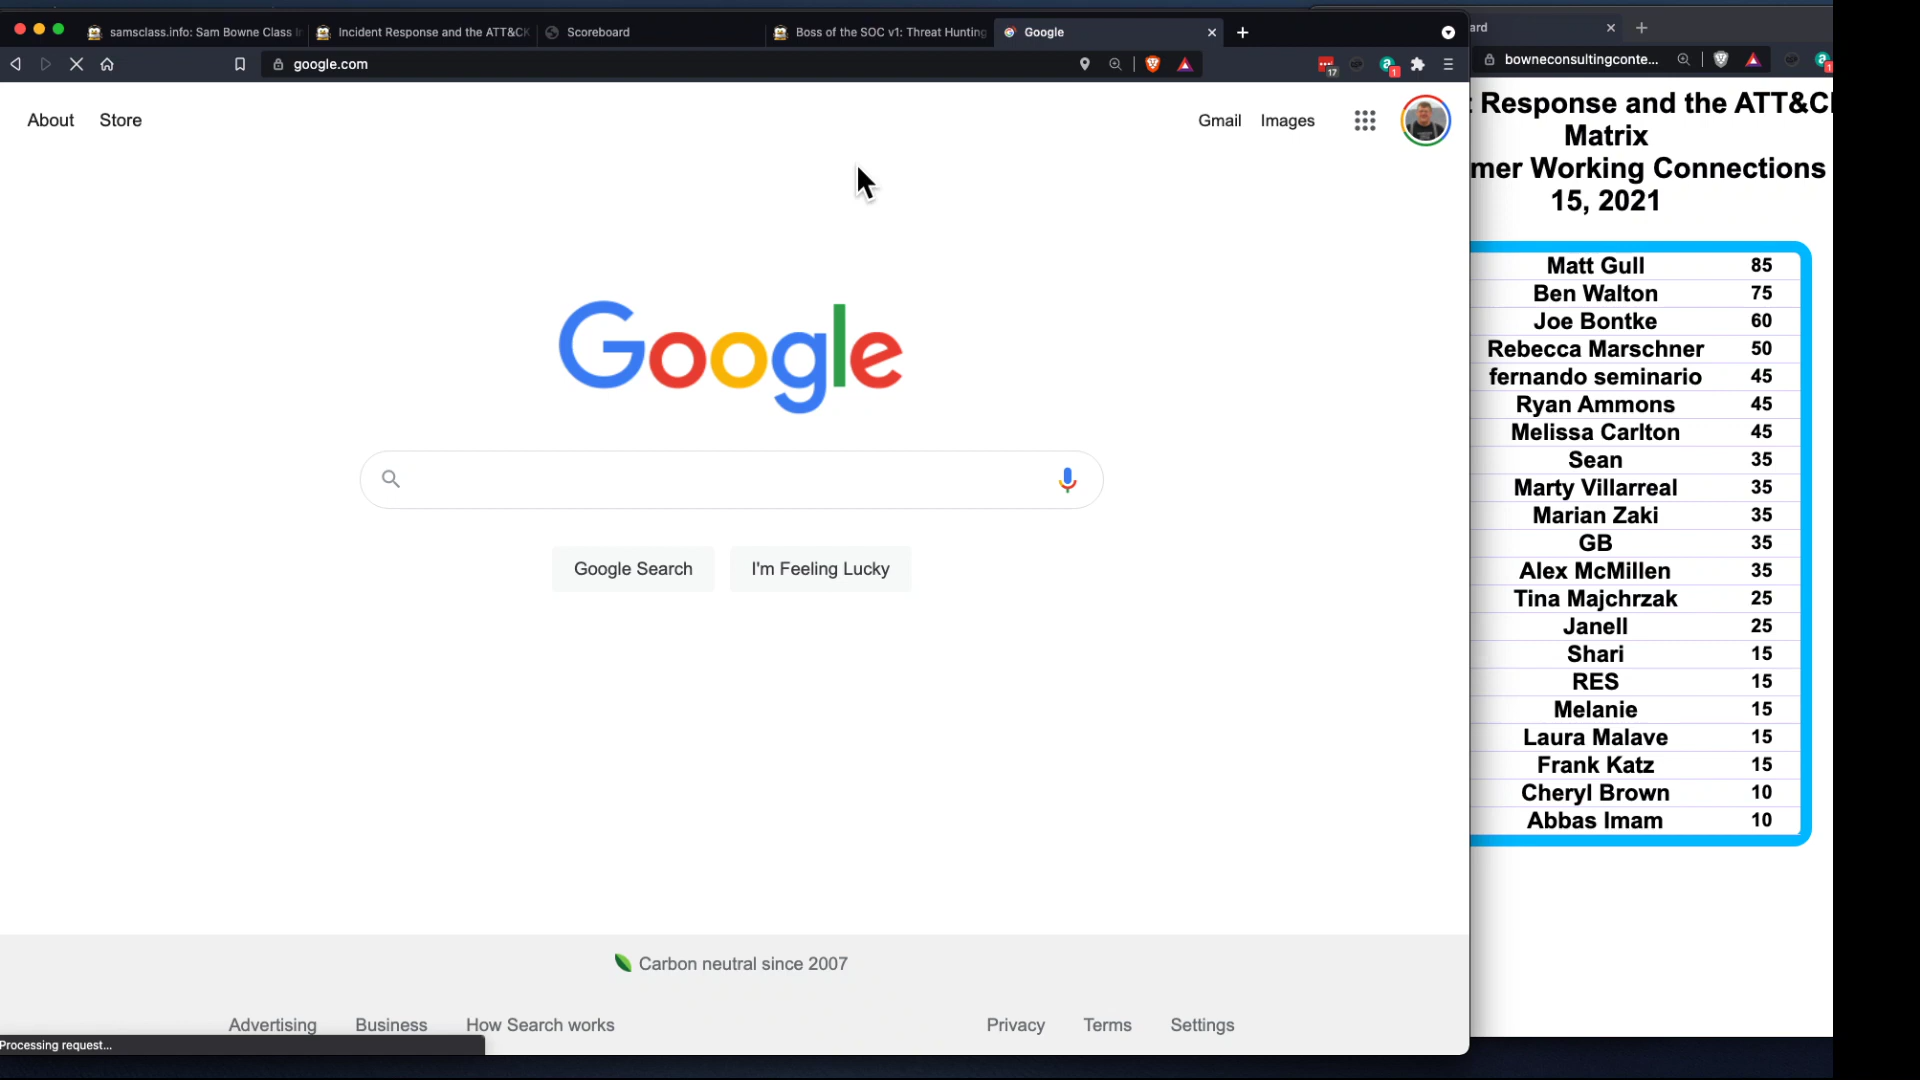 samsclass.info: Sam Bowne Class I
Incident Response and the ATT&CK
Scoreboard
Boss of the SOC v1: Threat Hunting
Google
google.com
17
1
About
Store
Gmail
Images
Google
Google Search
I'm Feeling Lucky
Carbon neutral since 2007
Advertising
Business
How Search works
Privacy
Terms
Settings
Processing request...
ard
bowneconsultingconte...
1
Response and the ATT&C
Matrix
mer Working Connections
15, 2021
Matt Gull 85
Ben Walton 75
Joe Bontke 60
Rebecca Marschner 50
fernando seminario 45
Ryan Ammons 45
Melissa Carlton 45
Sean 35
Marty Villarreal 35
Marian Zaki 35
GB 35
Alex McMillen 35
Tina Majchrzak 25
Janell 25
Shari 15
RES 15
Melanie 15
Laura Malave 15
Frank Katz 15
Cheryl Brown 10
Abbas Imam 10